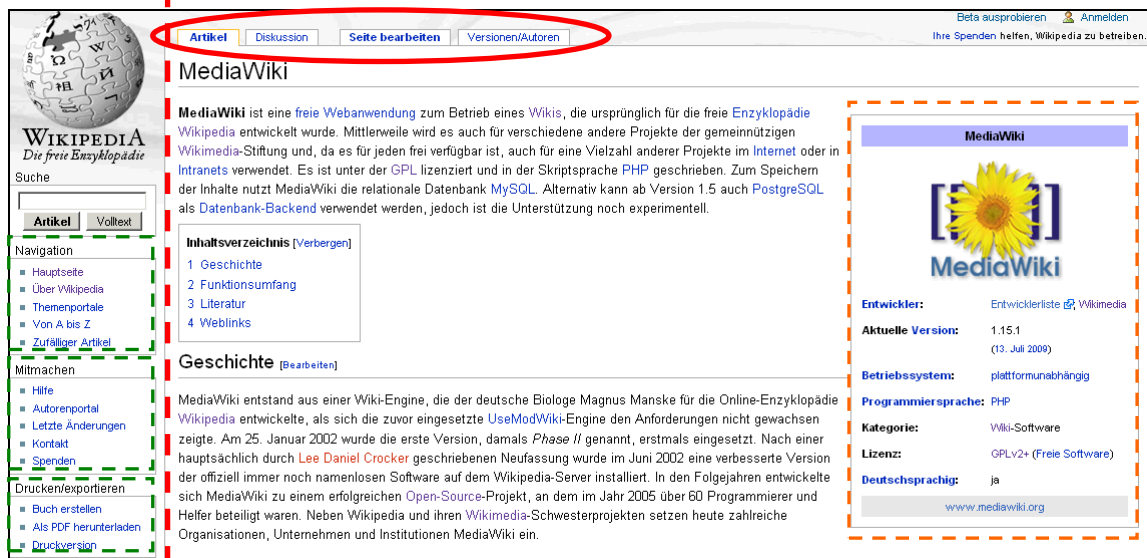 WIKIPEDIA
Die freie Enzyklopädie
Suche
Artikel Volltext
Navigation
Hauptseite
Über Wikipedia
Themenportale
Von A bis Z
Zufälliger Artikel
Mitmachen
Hilfe
Autorenportal
Letzte Änderungen
Kontakt
Spenden
Drucken/exportieren
Buch erstellen
Als PDF herunterladen
Druckversion
Beta ausprobieren Anmelden
Ihre Spenden helfen, Wikipedia zu betreiben.
Artikel Diskussion Seite bearbeiten Versionen/Autoren
MediaWiki
MediaWiki ist eine freie Webanwendung zum Betrieb eines Wikis, die ursprünglich für die freie Enzyklopädie
Wikipedia entwickelt wurde. Mittlerweile wird es auch für verschiedene andere Projekte der gemeinnützigen
Wikimedia-Stiftung und, da es für jeden frei verfügbar ist, auch für eine Vielzahl anderer Projekte im Internet oder in
Intranets verwendet. Es ist unter der GPL lizenziert und in der Skriptsprache PHP geschrieben. Zum Speichern
der Inhalte nutzt MediaWiki die relationale Datenbank MySQL. Alternativ kann ab Version 1.5 auch PostgreSQL
als Datenbank-Backend verwendet werden, jedoch ist die Unterstützung noch experimentell.
Inhaltsverzeichnis [Verbergen]
1 Geschichte
2 Funktionsumfang
3 Literatur
4 Weblinks
Geschichte [Bearbeiten]
MediaWiki entstand aus einer Wiki-Engine, die der deutsche Biologe Magnus Manske für die Online-Enzyklopädie
Wikipedia entwickelte, als sich die zuvor eingesetzte UseModWiki-Engine den Anforderungen nicht gewachsen
zeigte. Am 25. Januar 2002 wurde die erste Version, damals Phase II genannt, erstmals eingesetzt. Nach einer
hauptsächlich durch Lee Daniel Crocker geschriebenen Neufassung wurde im Juni 2002 eine verbesserte Version
der offiziell immer noch namenlosen Software auf dem Wikipedia-Server installiert. In den Folgejahren entwickelte
sich MediaWiki zu einem erfolgreichen Open-Source-Projekt, an dem im Jahr 2005 über 60 Programmierer und
Helfer beteiligt waren. Neben Wikipedia und ihren Wikimedia-Schwesterprojekten setzen heute zahlreiche
Organisationen, Unternehmen und Institutionen MediaWiki ein.
MediaWiki
MediaWiki
Entwickler: Entwicklerliste, Wikimedia
Aktuelle Version: 1.15.1
(13. Juli 2009)
Betriebssystem: plattformunabhängig
Programmiersprache: PHP
Kategorie: Wiki-Software
Lizenz: GPLv2+ (Freie Software)
Deutschsprachig: ja
www.mediawiki.org